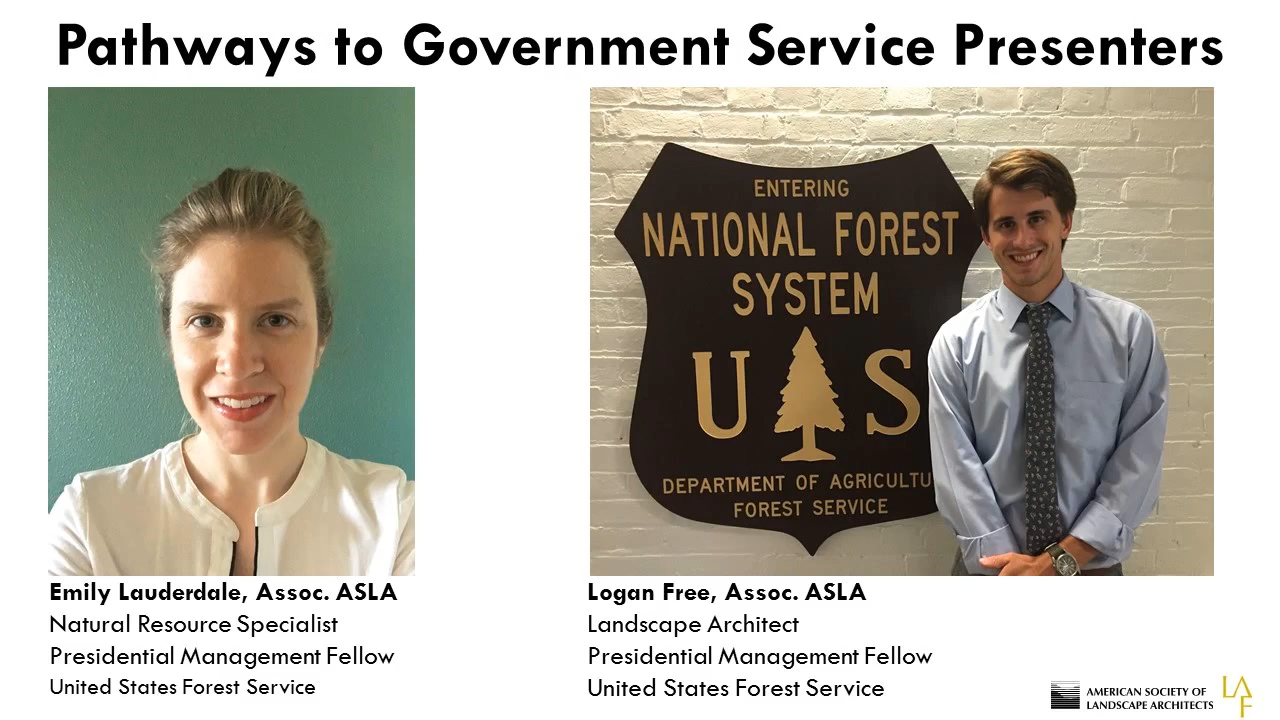 Pathways to Government Service Presenters
ENTERING
NATIONAL FOREST
SYSTEM
U S
DEPARTMENT OF AGRICULTU
FOREST SERVICE
Emily Lauderdale, Assoc. ASLA
Natural Resource Specialist
Presidential Management Fellow
United States Forest Service
Logan Free, Assoc. ASLA
Landscape Architect
Presidential Management Fellow
United States Forest Service
AMERICAN SOCIETY OF
LANDSCAPE ARCHITECTS
LAF